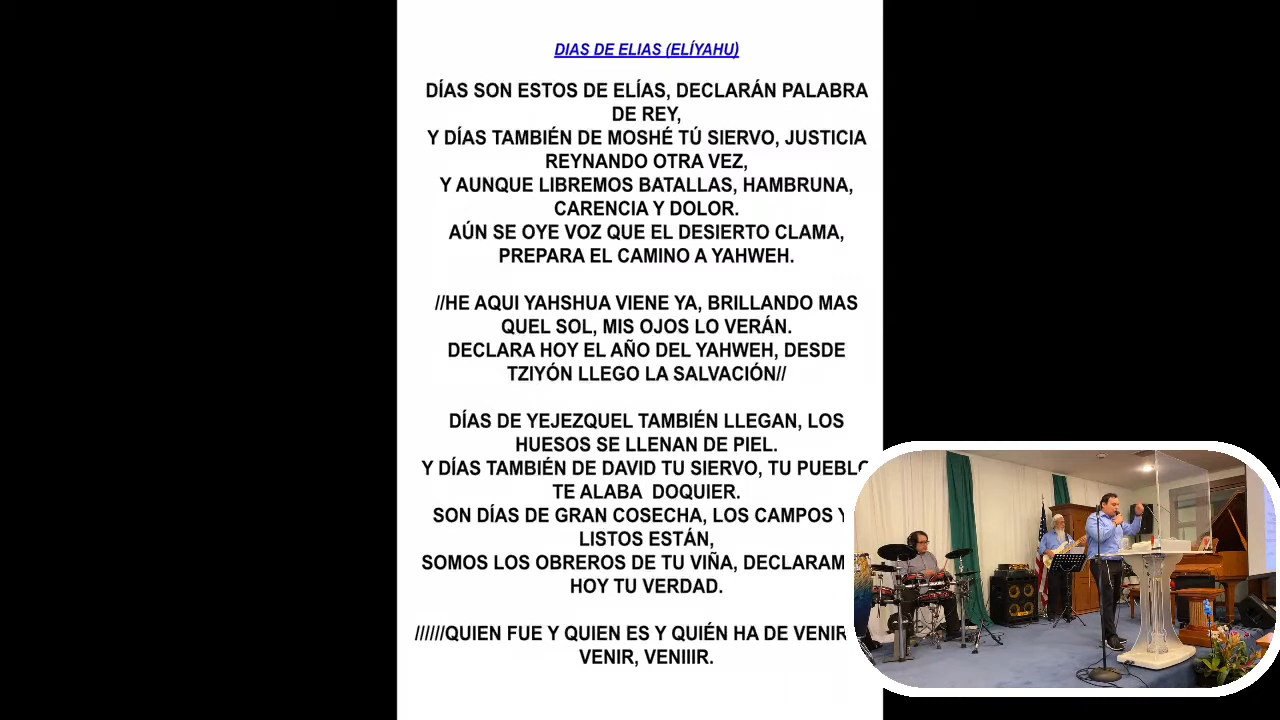 DIAS DE ELIAS (ELÍYAHU)
DÍAS SON ESTOS DE ELÍAS, DECLARÁN PALABRA
DE REY,
Y DÍAS TAMBIÉN DE MOSHÉ TÚ SIERVO, JUSTICIA
REYNANDO OTRA VEZ,
Y AUNQUE LIBREMOS BATALLAS, HAMBRUNA,
CARENCIA Y DOLOR.
AÚN SE OYE VOZ QUE EL DESIERTO CLAMA,
PREPARA EL CAMINO A YAHWEH.
//HE AQUI YAHSHUA VIENE YA, BRILLANDO MAS
QUEL SOL, MIS OJOS LO VERÁN.
DECLARA HOY EL AÑO DEL YAHWEH, DESDE
TZIYÓN LLEGO LA SALVACIÓN//
DÍAS DE YEJEZQUEL TAMBIÉN LLEGAN, LOS
HUESOS SE LLENAN DE PIEL.
Y DÍAS TAMBIÉN DE DAVID TU SIERVO, TU PUEBLO
TE ALABA DOQUIER.
SON DÍAS DE GRAN COSECHA, LOS CAMPOS Y
LISTOS ESTÁN,
SOMOS LOS OBREROS DE TU VIÑA, DECLARAM
HOY TU VERDAD.
//////QUIEN FUE Y QUIEN ES Y QUIÉN HA DE VENIR
VENIR, VENIIIR.